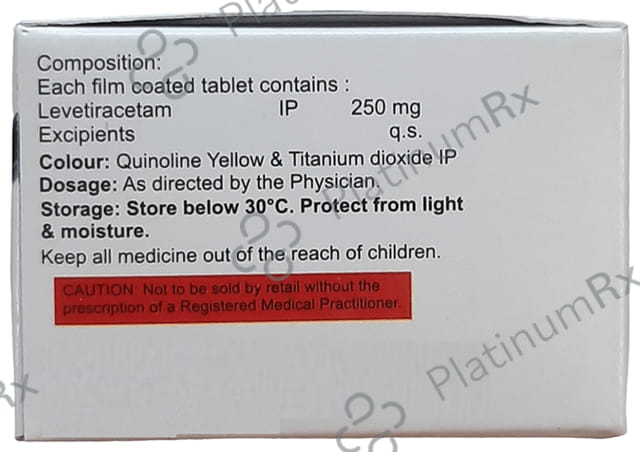 PlatinumRx
Composition:
Each film coated tablet contains :
Levetiracetam IP 250 mg
Excipients q.s.
Colour: Quinoline Yellow & Titanium dioxide IP
Dosage: As directed by the Physician.
Storage: Store below 30°C. Protect from light
& moisture.
Keep all medicine out of the reach of children.
CAUTION: Not to be sold by retail without the
prescription of a Registered Medical Practitioner.
PlatinumRx
PlatinumRx
Rx